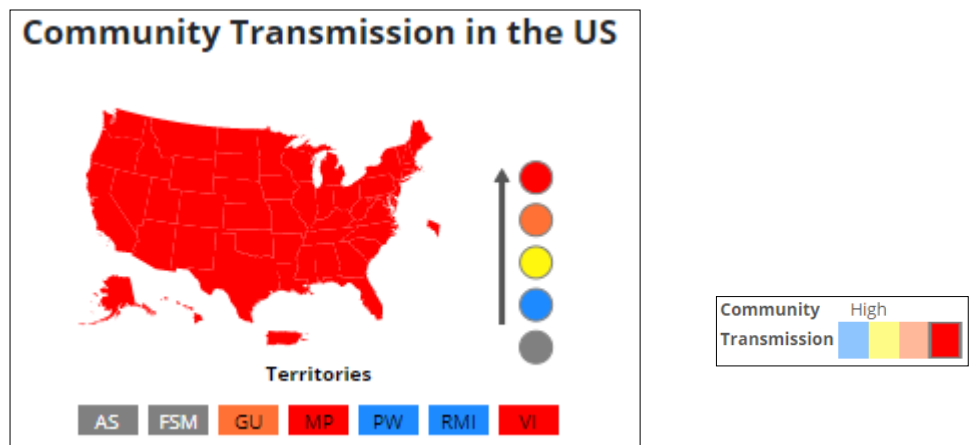 Community Transmission in the US
Territories
AS FSM GU MP PW RMI VI
Community High
Transmission